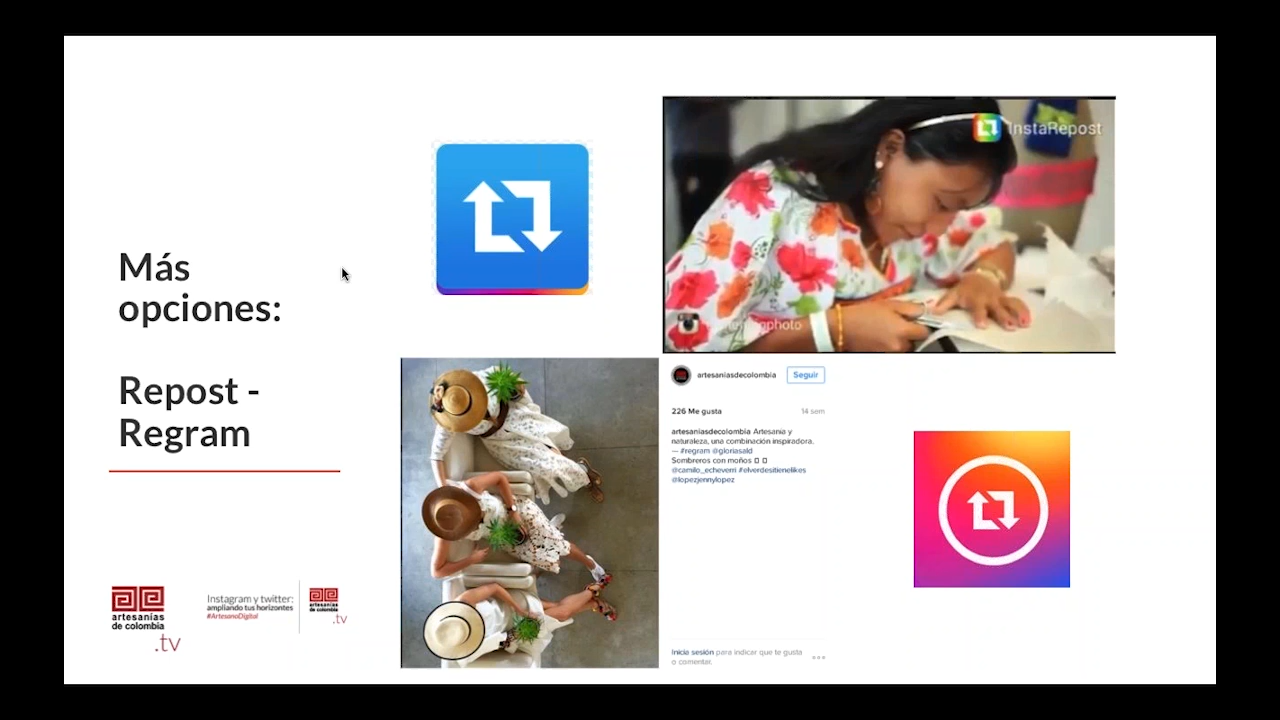 Más
opciones:
Repost -
Regram
artesanías
de colombia
.tv
Instagram y twitter:
ampliando tus horizontes
#ArtesanoDigital
artesanías
de colombia
.tv
InstaRepost
artesaniasdecolombia
Seguir
226 Me gusta
14 sem
artesaniasdecolombia Artesanía y
naturaleza, una combinación inspiradora.
— #regram @gloriasald
Sombreros con moños
@camilo_echeverri #elverdesitienelikes
@lopezjennylopez
Inicia sesión para indicar que te gusta
o comentar.